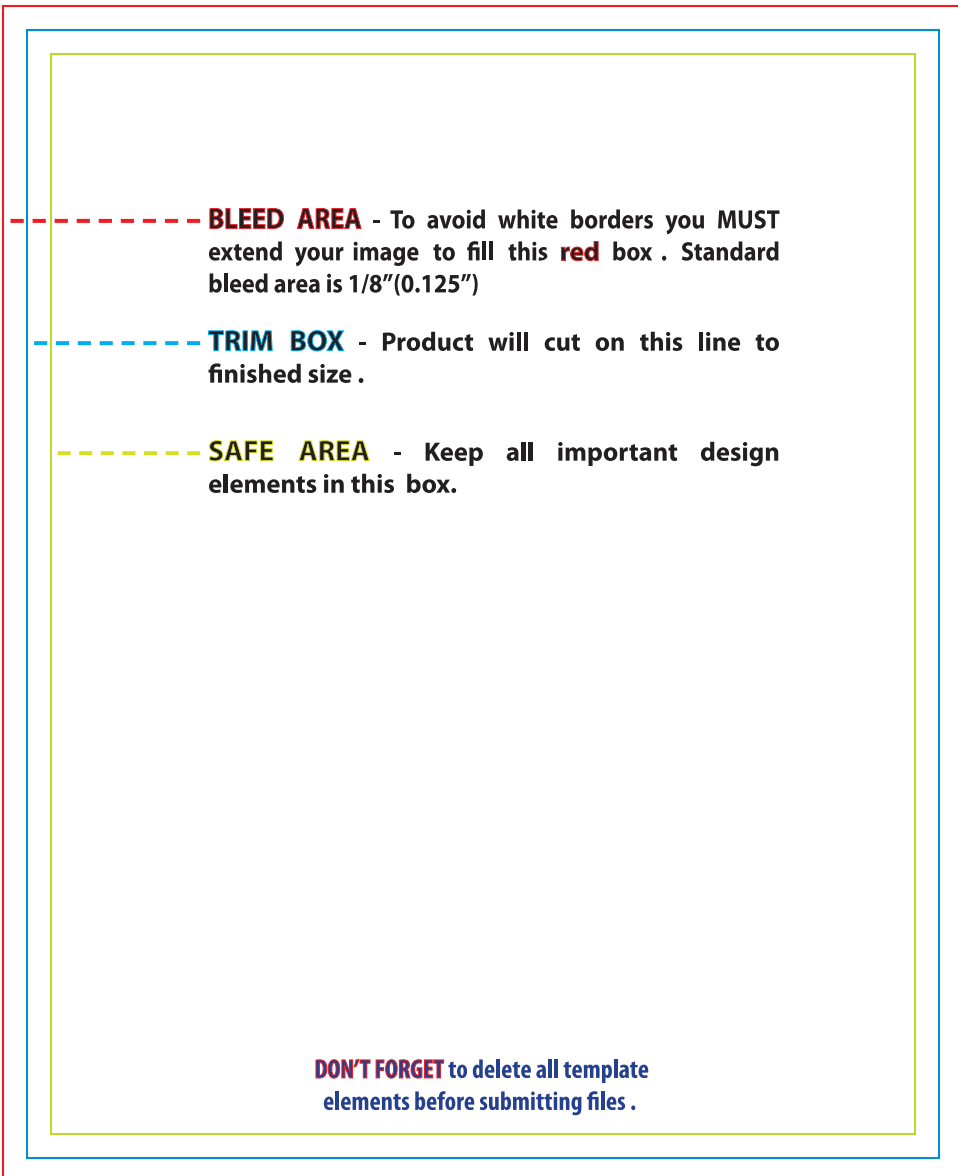 BLEED AREA - To avoid white borders you MUST
extend your image to fill this red box . Standard
bleed area is 1/8”(0.125”)
TRIM BOX - Product will cut on this line to
finished size .
SAFE AREA - Keep all important design
elements in this box.
DON’T FORGET to delete all template
elements before submitting files .